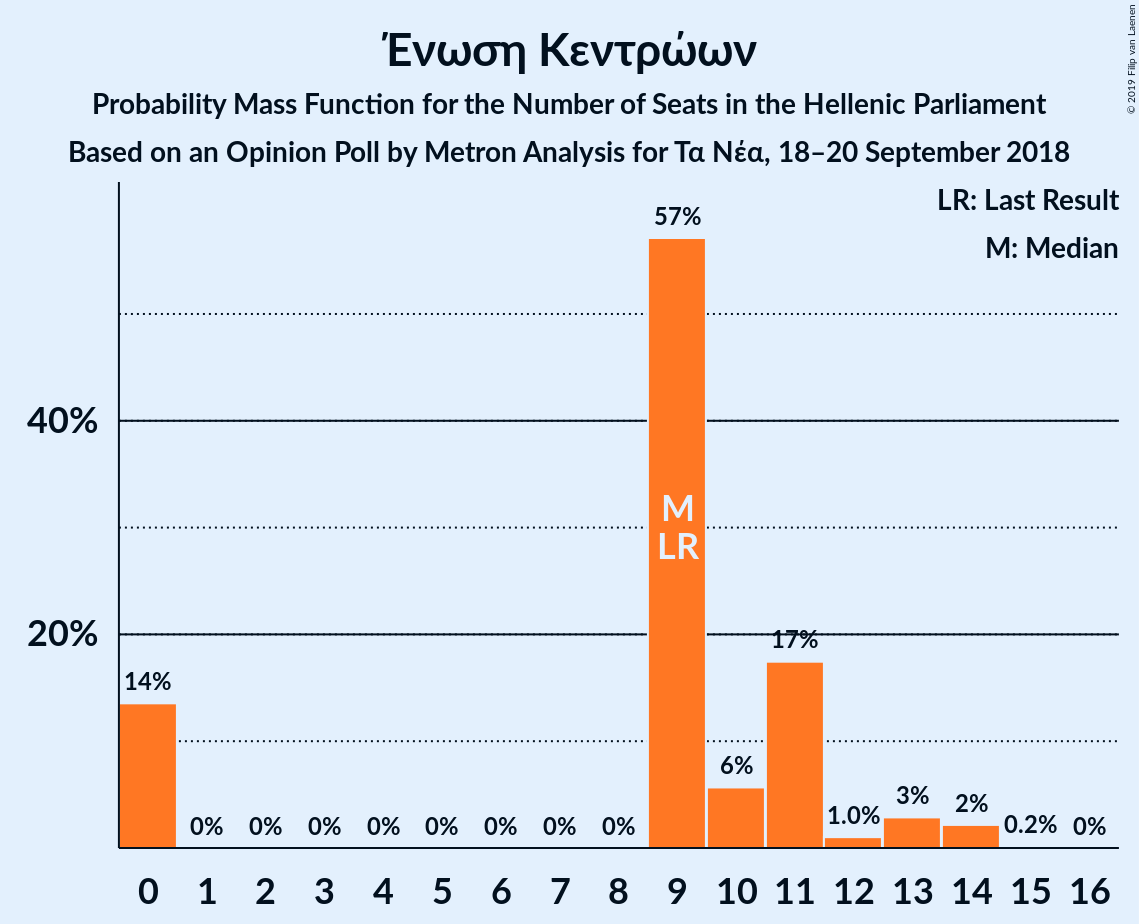 Ένωση Κεντρώων
Probability Mass Function for the Number of Seats in the Hellenic Parliament
Based on an Opinion Poll by Metron Analysis for Τα Νέα, 18–20 September 2018
© 2019 Filip van Laenen
LR: Last Result
M: Median
57%
40%
M
LR
20%
17%
14%
6%
3%
2%
1.0%
0.2%
0% 0% 0% 0% 0% 0% 0% 0% 0%
0 1 2 3 4 5 6 7 8 9 10 11 12 13 14 15 16